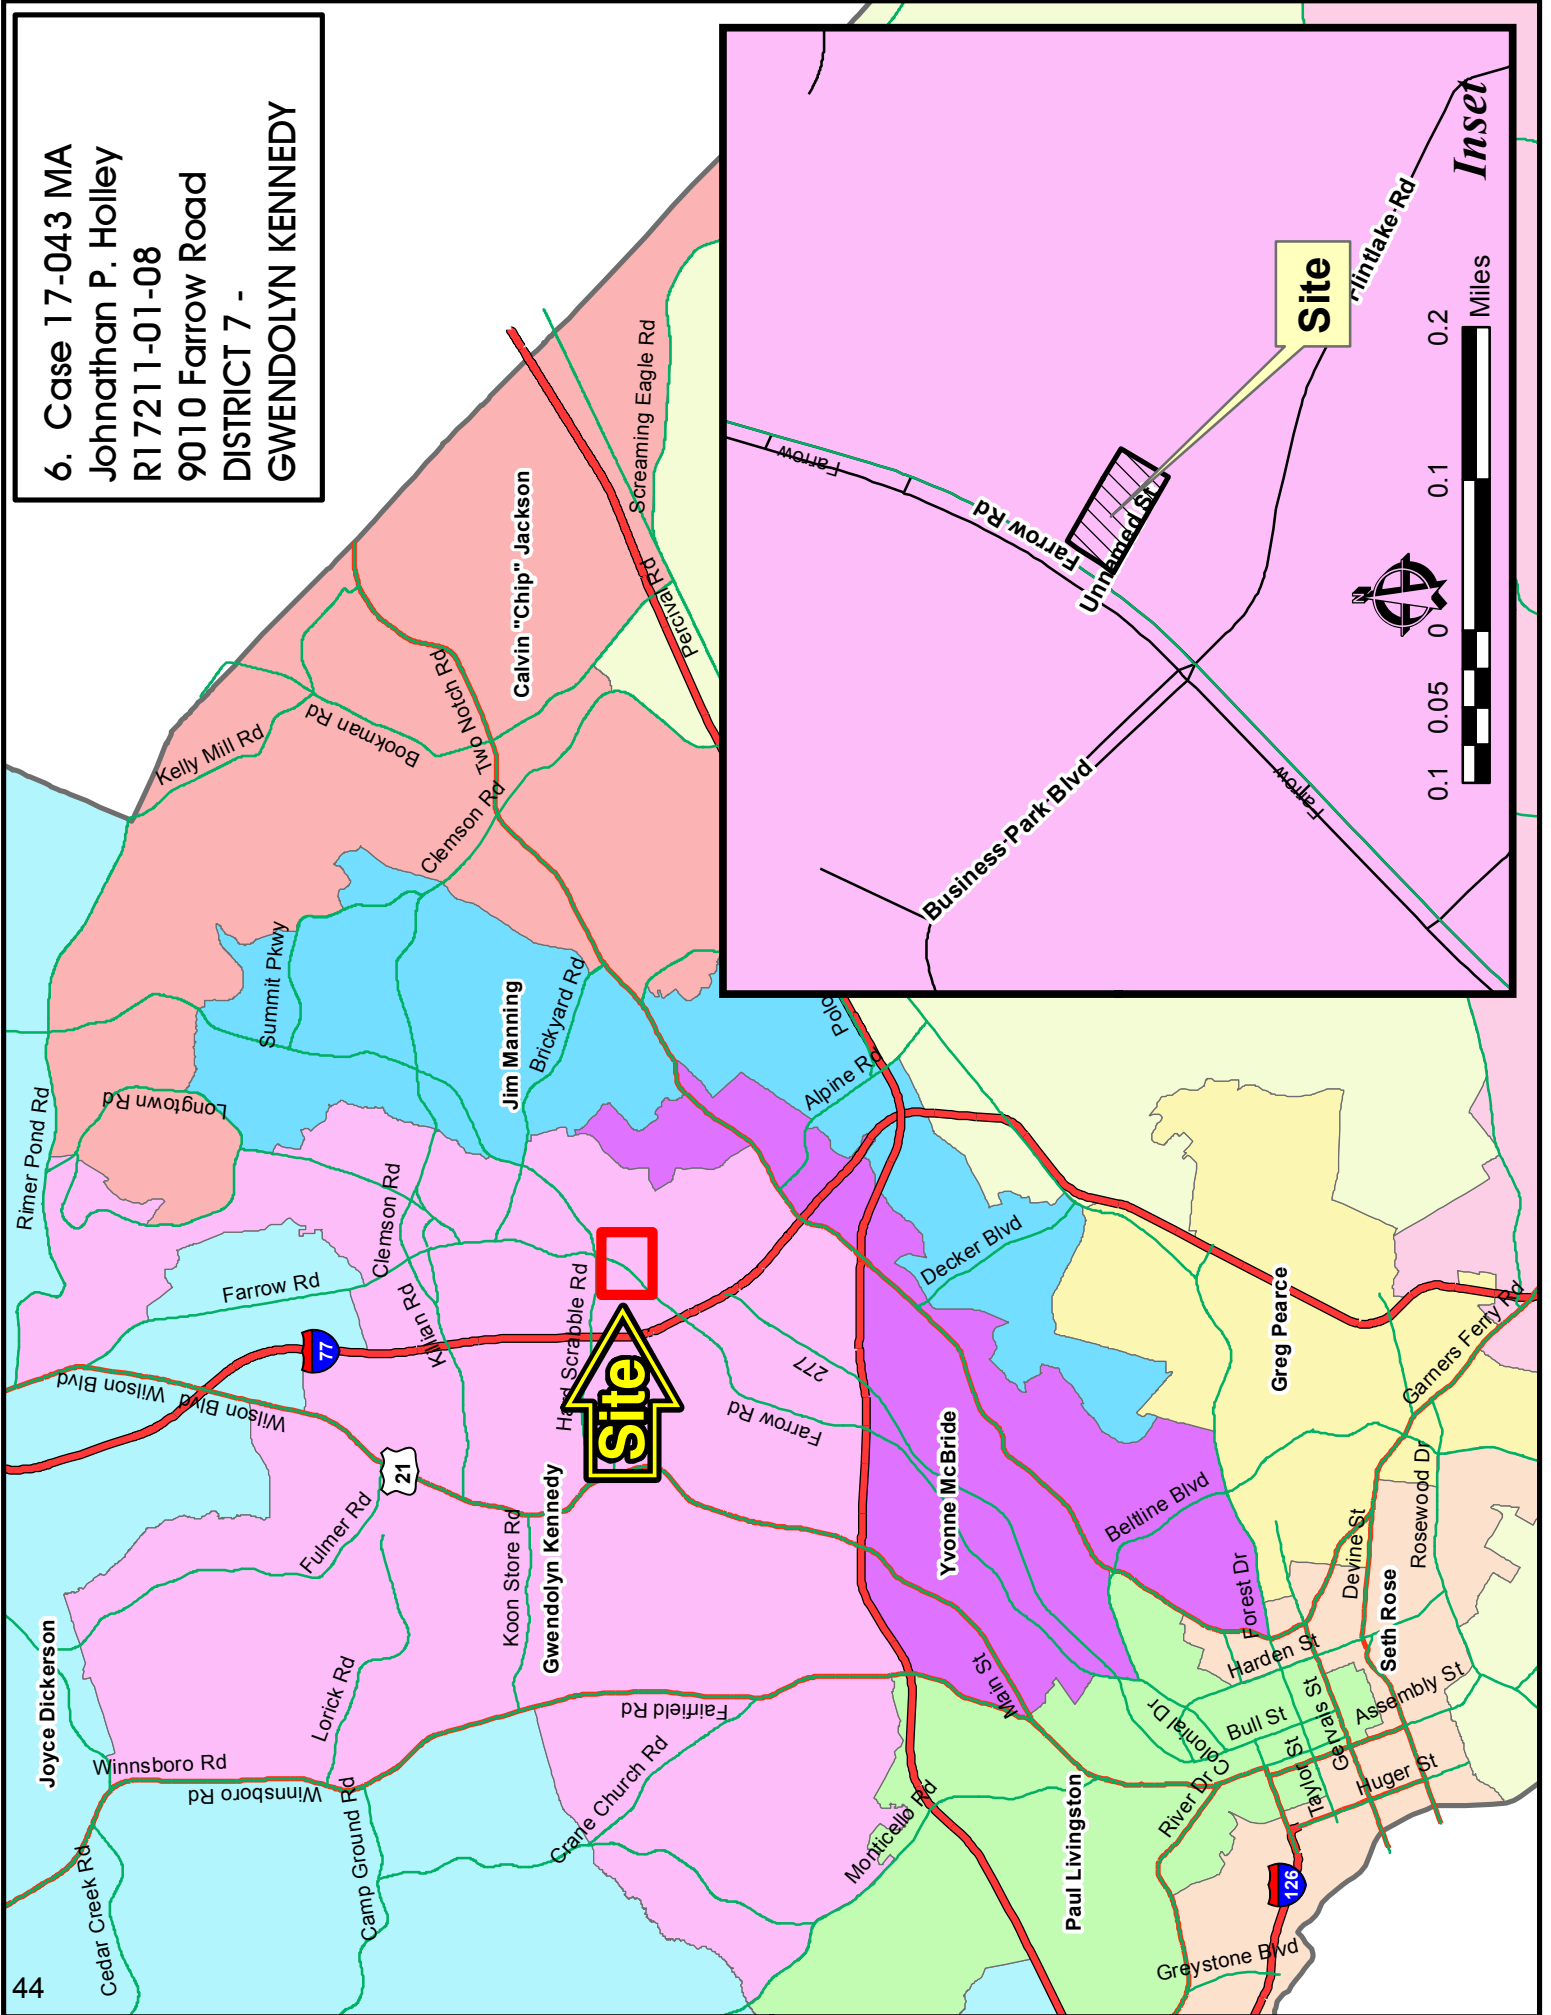 6. Case 17-043 MA
Johnathan P. Holley
R17211-01-08
9010 Farrow Road
DISTRICT 7 -
GWENDOLYN KENNEDY
Rimer Pond Rd
Longtown Rd
Kelly Mill Rd
Bookman Rd
Two Notch Rd
Clemson Rd
Calvin "Chip" Jackson
Screaming Eagle Rd
Percival Rd
Summit Pkwy
Jim Manning
Brickyard Rd
Polo
Alpine Rd
Clemson Rd
Farrow Rd
Killian Rd
77
Wilson Blvd
Wilson Blvd
21
Hard Scrabble Rd
Site
Farrow Rd
277
Decker Blvd
Fulmer Rd
Koon Store Rd
Gwendolyn Kennedy
Yvonne McBride
Greg Pearce
Garners Ferry Rd
Joyce Dickerson
Lorick Rd
Winnsboro Rd
Winnsboro Rd
Fairfield Rd
Main St
Beltline Blvd
Forest Dr
Devine St
Rosewood Dr
Seth Rose
Harden St
Gervais St
Assembly St
Bull St
Taylor St
Huger St
Colonial Dr
River Dr
Cedar Creek Rd
Camp Ground Rd
Crane Church Rd
Monticello Rd
Paul Livingston
126
Greystone Blvd
44
Inset
Farrow
Farrow Rd
Unnamed St
Site
Flintlake Rd
Business Park Blvd
Farrow
N
0.1 0.05 0 0.1 0.2
Miles